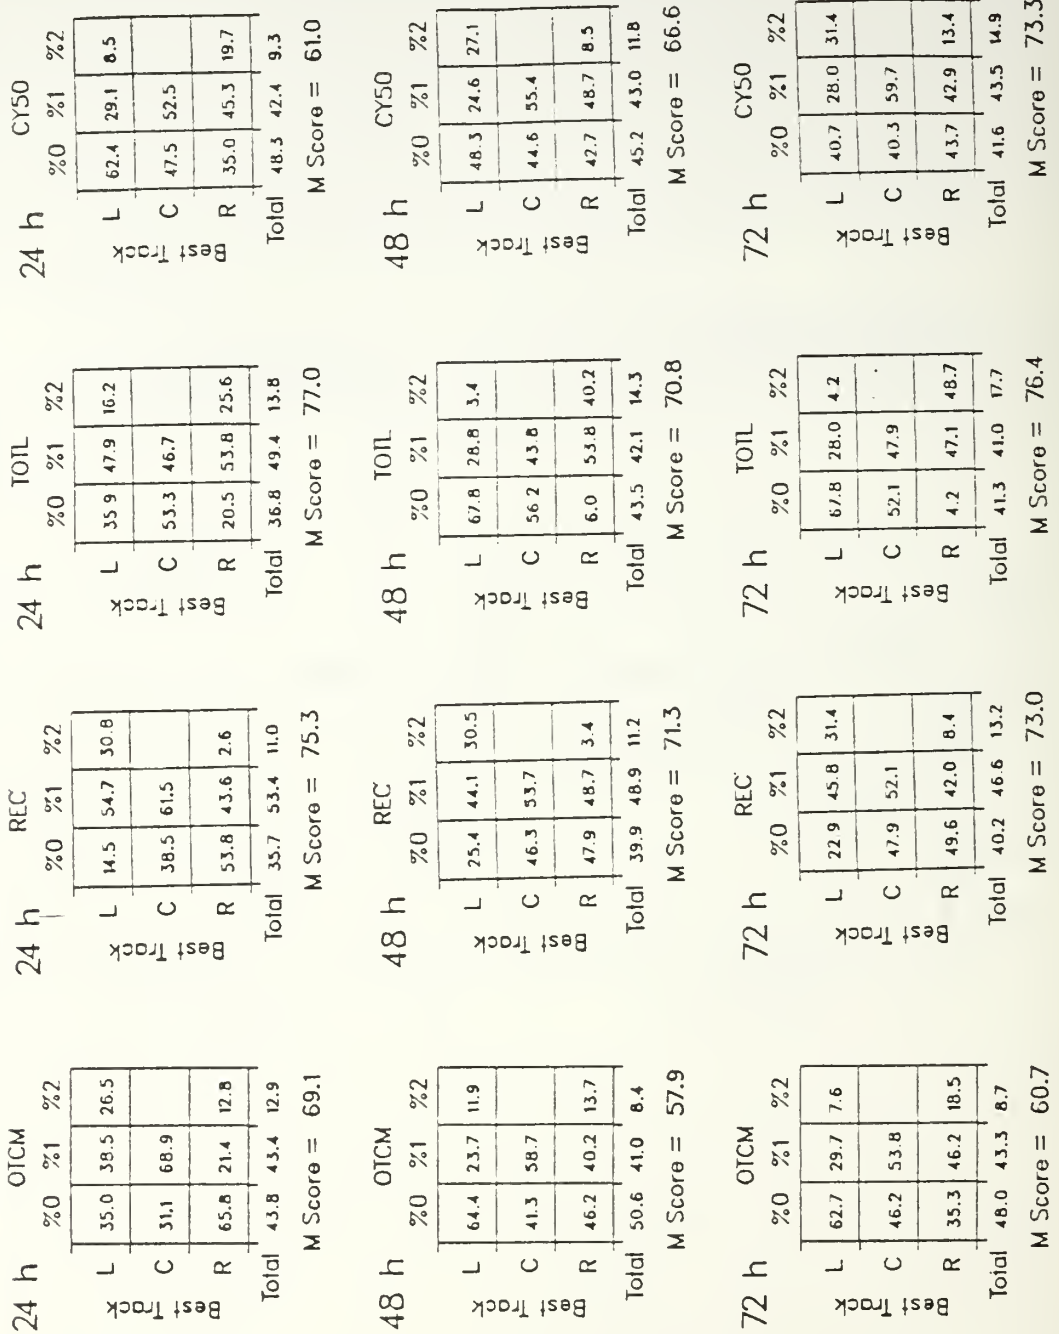 24 h
OTCM
%0 %1 %2
Best Track
L 35.0 38.5 26.5
C 31.1 68.9
R 65.8 21.4 12.8
Total 43.8 43.4 12.9
M Score = 69.1
24 h
REC
%0 %1 %2
Best Track
L 14.5 54.7 30.8
C 38.5 61.5
R 53.8 43.6 2.6
Total 35.7 53.4 11.0
M Score = 75.3
24 h
TOTL
%0 %1 %2
Best Track
L 35.9 47.9 16.2
C 53.3 46.7
R 20.5 53.8 25.6
Total 36.8 49.4 13.8
M Score = 77.0
24 h
CY50
%0 %1 %2
Best Track
L 62.4 29.1 8.5
C 47.5 52.5
R 35.0 45.3 19.7
Total 48.3 42.4 9.3
M Score = 61.0
48 h
OTCM
%0 %1 %2
Best Track
L 64.4 23.7 11.9
C 41.3 58.7
R 46.2 40.2 13.7
Total 50.6 41.0 8.4
M Score = 57.9
48 h
REC
%0 %1 %2
Best Track
L 25.4 44.1 30.5
C 46.3 53.7
R 47.9 48.7 3.4
Total 39.9 48.9 11.2
M Score = 71.3
48 h
TOTL
%0 %1 %2
Best Track
L 67.8 28.8 3.4
C 56.2 43.8
R 6.0 53.8 40.2
Total 43.5 42.1 14.3
M Score = 70.8
48 h
CY50
%0 %1 %2
Best Track
L 48.3 24.6 27.1
C 44.6 55.4
R 42.7 48.7 8.5
Total 45.2 43.0 11.8
M Score = 66.6
72 h
OTCM
%0 %1 %2
Best Track
L 62.7 29.7 7.6
C 46.2 53.8
R 35.3 46.2 18.5
Total 48.0 43.3 8.7
M Score = 60.7
72 h
REC
%0 %1 %2
Best Track
L 22.9 45.8 31.4
C 47.9 52.1
R 49.6 42.0 8.4
Total 40.2 46.6 13.2
M Score = 73.0
72 h
TOTL
%0 %1 %2
Best Track
L 67.8 28.0 4.2
C 52.1 47.9
R 4.2 47.1 48.7
Total 41.3 41.0 17.7
M Score = 76.4
72 h
CY50
%0 %1 %2
Best Track
L 40.7 28.0 31.4
C 40.3 59.7
R 43.7 42.9 13.4
Total 41.6 43.5 14.9
M Score = 73.3